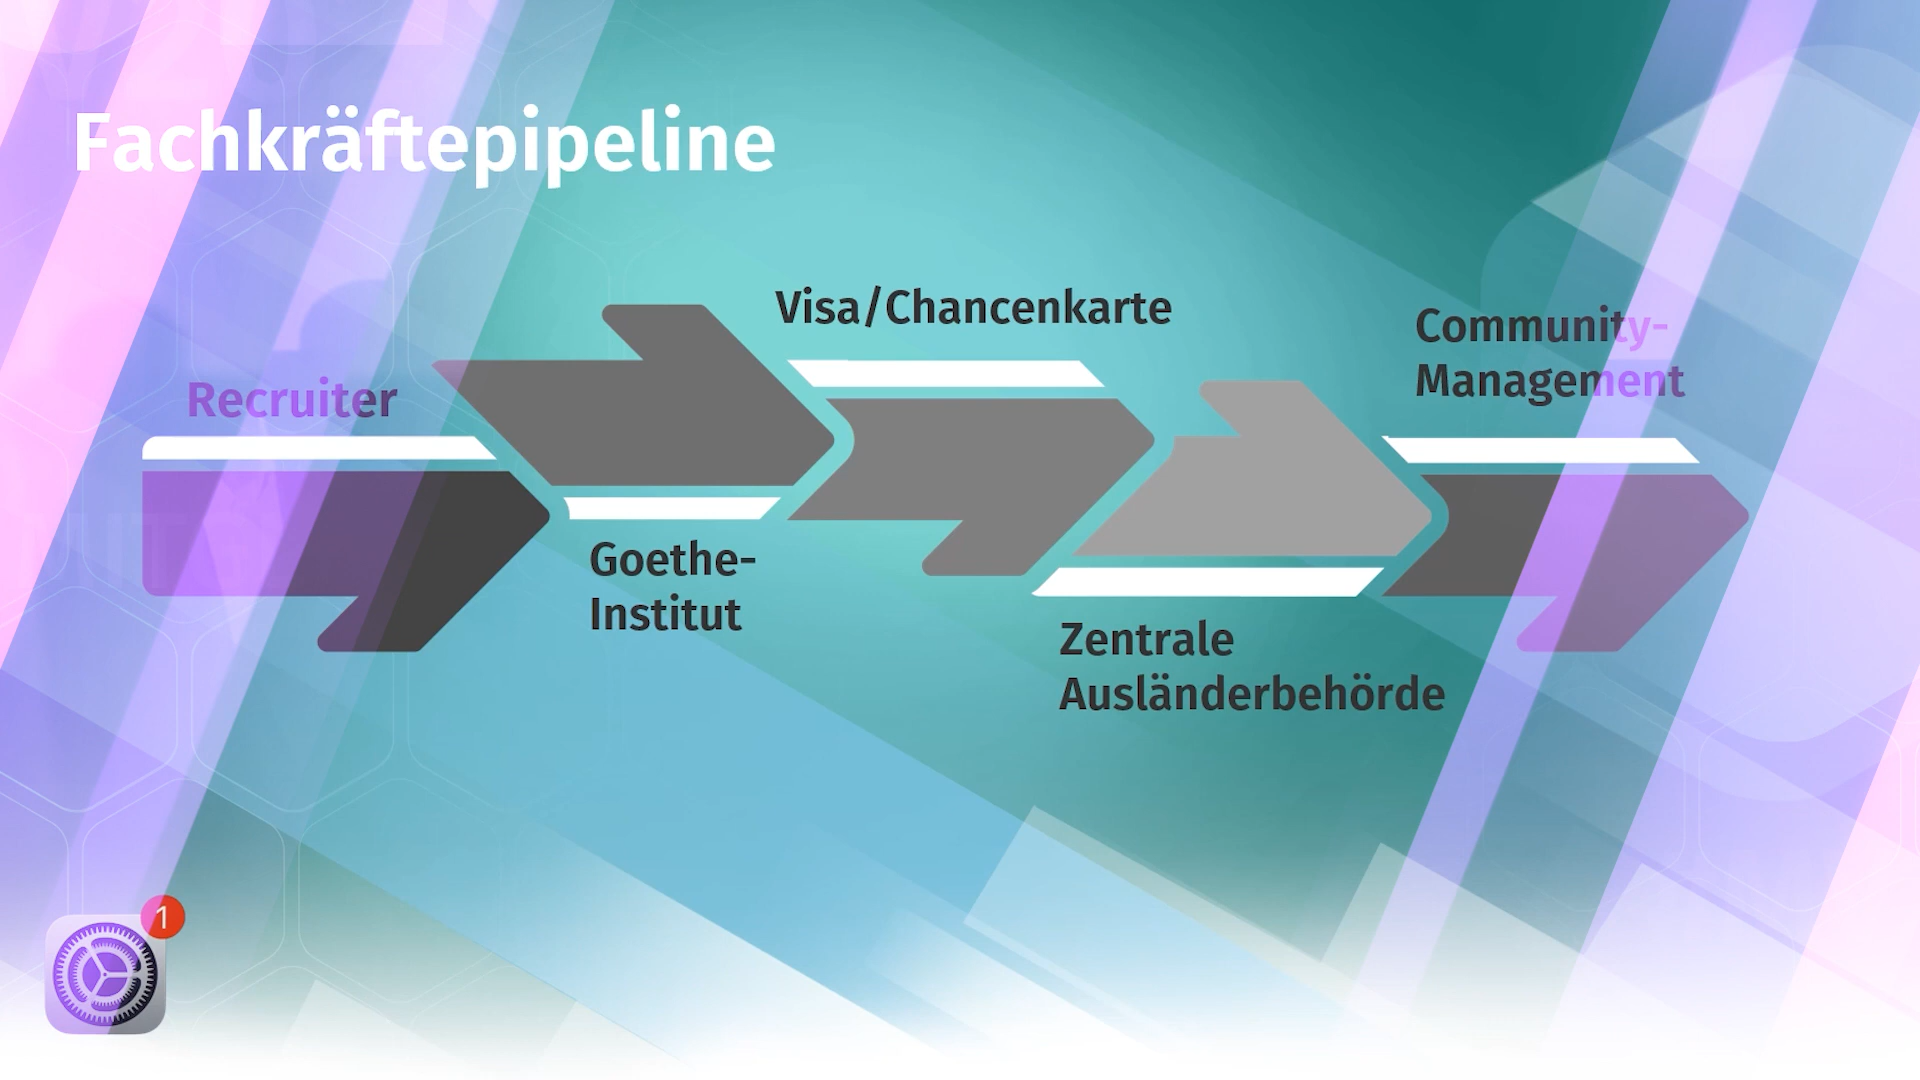 Fachkräftepipeline
Recruiter
Goethe-
Institut
Visa/Chancenkarte
Zentrale
Ausländerbehörde
Community-
Management
1